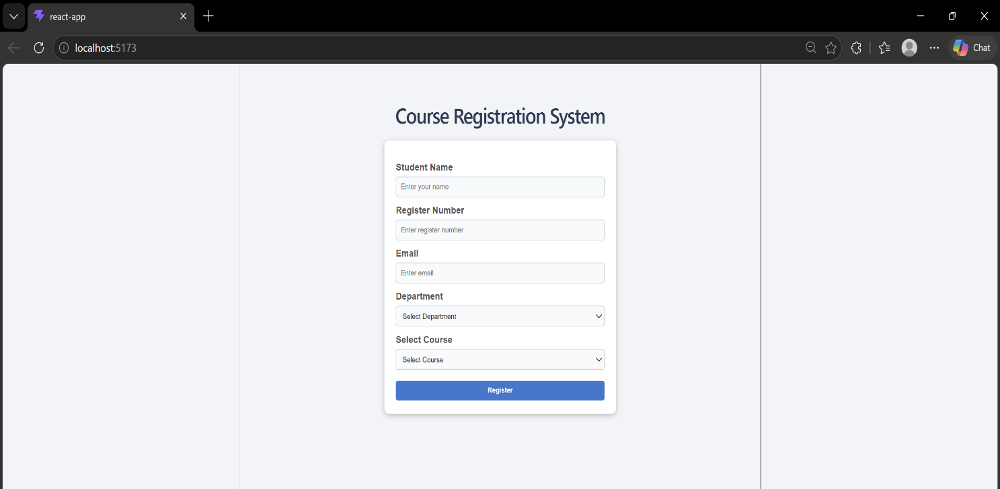 react-app
localhost:5173
Chat
Course Registration System
Student Name
Enter your name
Register Number
Enter register number
Email
Enter email
Department
Select Department
Select Course
Select Course
Register